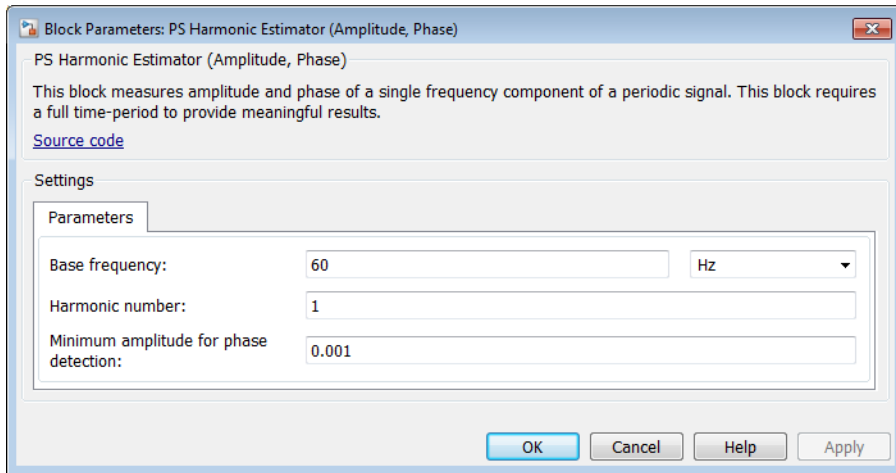 Block Parameters: PS Harmonic Estimator (Amplitude, Phase)
PS Harmonic Estimator (Amplitude, Phase)
This block measures amplitude and phase of a single frequency component of a periodic signal. This block requires
a full time-period to provide meaningful results.
Source code
Settings
Parameters
Base frequency: 60 Hz
Harmonic number: 1
Minimum amplitude for phase
detection: 0.001
OK Cancel Help Apply